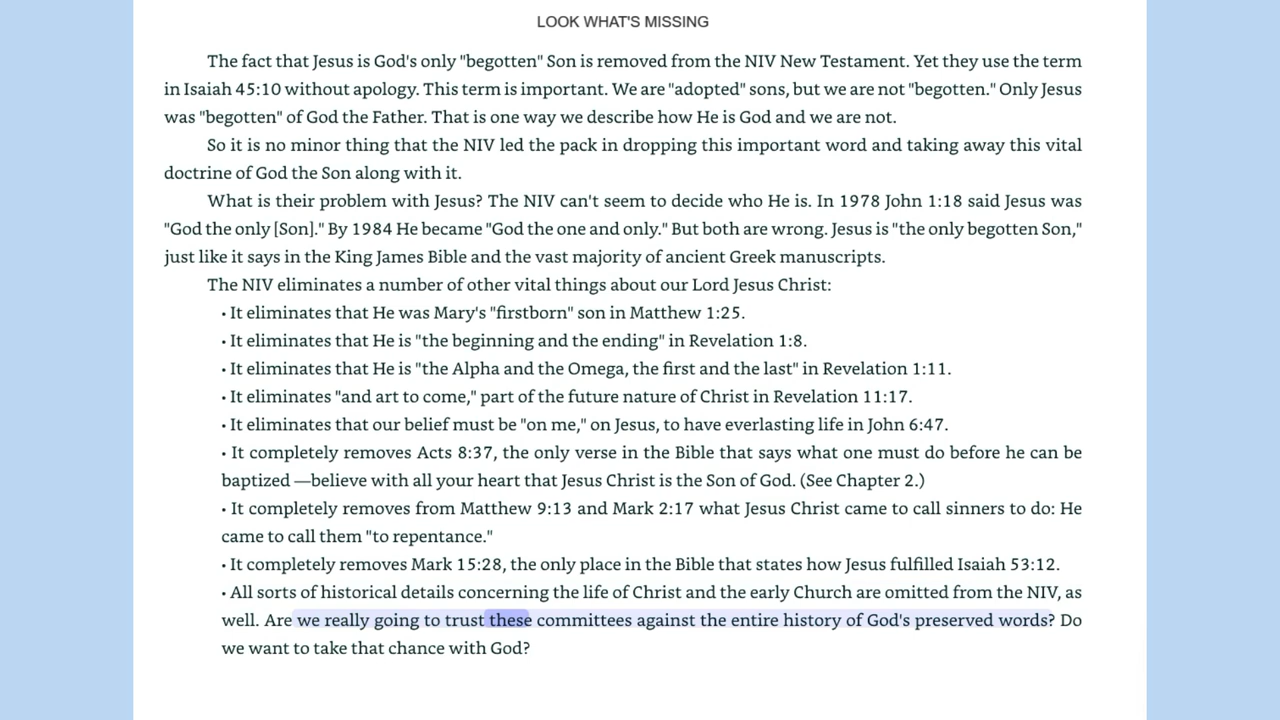 LOOK WHAT'S MISSING
The fact that Jesus is God's only "begotten" Son is removed from the NIV New Testament. Yet they use the term
in Isaiah 45:10 without apology. This term is important. We are "adopted" sons, but we are not "begotten." Only Jesus
was "begotten" of God the Father. That is one way we describe how He is God and we are not.
So it is no minor thing that the NIV led the pack in dropping this important word and taking away this vital
doctrine of God the Son along with it.
What is their problem with Jesus? The NIV can't seem to decide who He is. In 1978 John 1:18 said Jesus was
"God the only [Son]." By 1984 He became "God the one and only." But both are wrong. Jesus is "the only begotten Son,"
just like it says in the King James Bible and the vast majority of ancient Greek manuscripts.
The NIV eliminates a number of other vital things about our Lord Jesus Christ:
• It eliminates that He was Mary's "firstborn" son in Matthew 1:25.
• It eliminates that He is "the beginning and the ending" in Revelation 1:8.
• It eliminates that He is "the Alpha and the Omega, the first and the last" in Revelation 1:11.
• It eliminates "and art to come," part of the future nature of Christ in Revelation 11:17.
• It eliminates that our belief must be "on me," on Jesus, to have everlasting life in John 6:47.
• It completely removes Acts 8:37, the only verse in the Bible that says what one must do before he can be
baptized —believe with all your heart that Jesus Christ is the Son of God. (See Chapter 2.)
• It completely removes from Matthew 9:13 and Mark 2:17 what Jesus Christ came to call sinners to do: He
came to call them "to repentance."
• It completely removes Mark 15:28, the only place in the Bible that states how Jesus fulfilled Isaiah 53:12.
• All sorts of historical details concerning the life of Christ and the early Church are omitted from the NIV, as
well. Are we really going to trust these committees against the entire history of God's preserved words? Do
we want to take that chance with God?